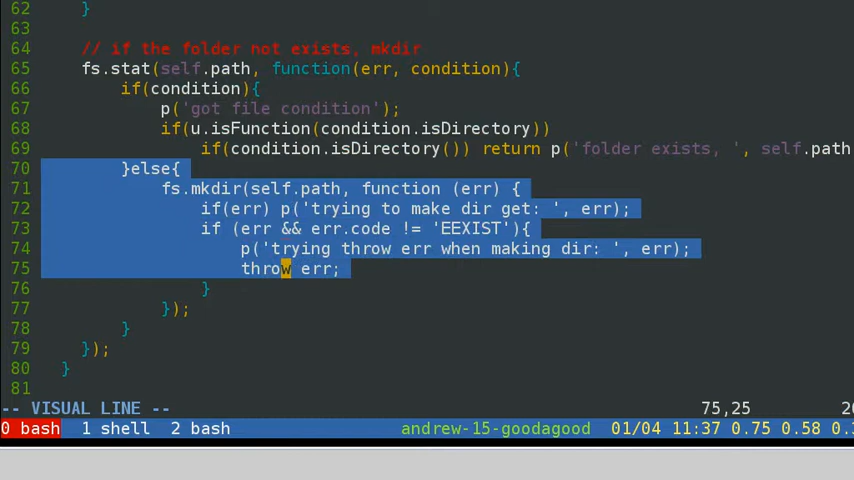 62     }
63
64     // if the folder not exists, mkdir
65     fs.stat(self.path, function(err, condition){
66         if(condition){
67             p('got file condition');
68             if(u.isFunction(condition.isDirectory))
69                 if(condition.isDirectory()) return p('folder exists, ', self.path
70         }else{
71             fs.mkdir(self.path, function (err) {
72                 if(err) p('trying to make dir get: ', err);
73                 if (err && err.code != 'EEXIST'){
74                     p('trying throw err when making dir: ', err);
75                     throw err;
76                 }
77             });
78         }
79     });
80   }
81
-- VISUAL LINE -- 75,25
0 bash 1 shell 2 bash andrew-15-goodagood 01/04 11:37 0.75 0.58